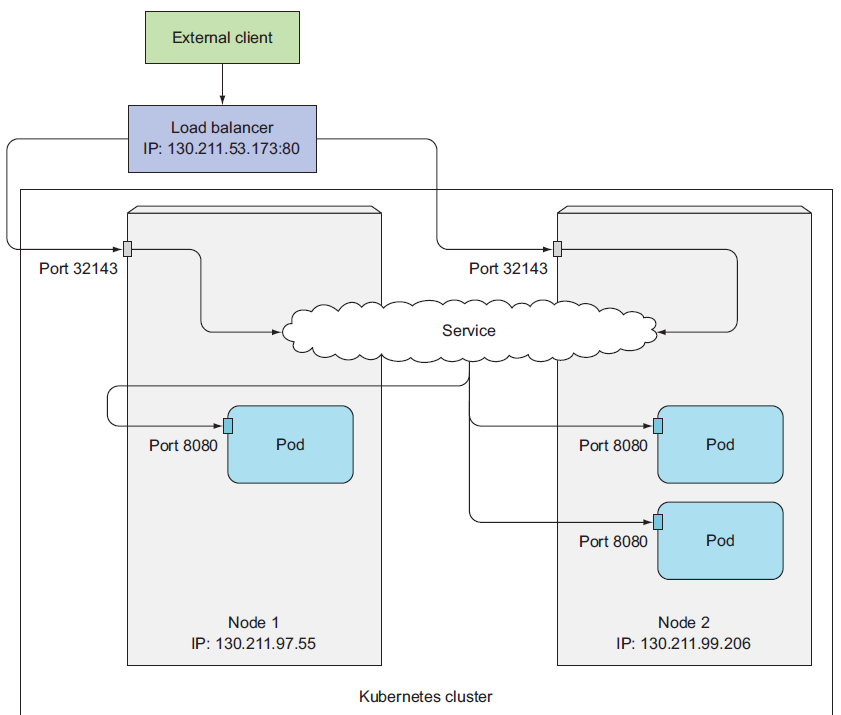 External client
Load balancer
IP: 130.211.53.173:80
Port 32143
Port 32143
Service
Port 8080
Pod
Port 8080
Pod
Port 8080
Pod
Node 1
IP: 130.211.97.55
Node 2
IP: 130.211.99.206
Kubernetes cluster